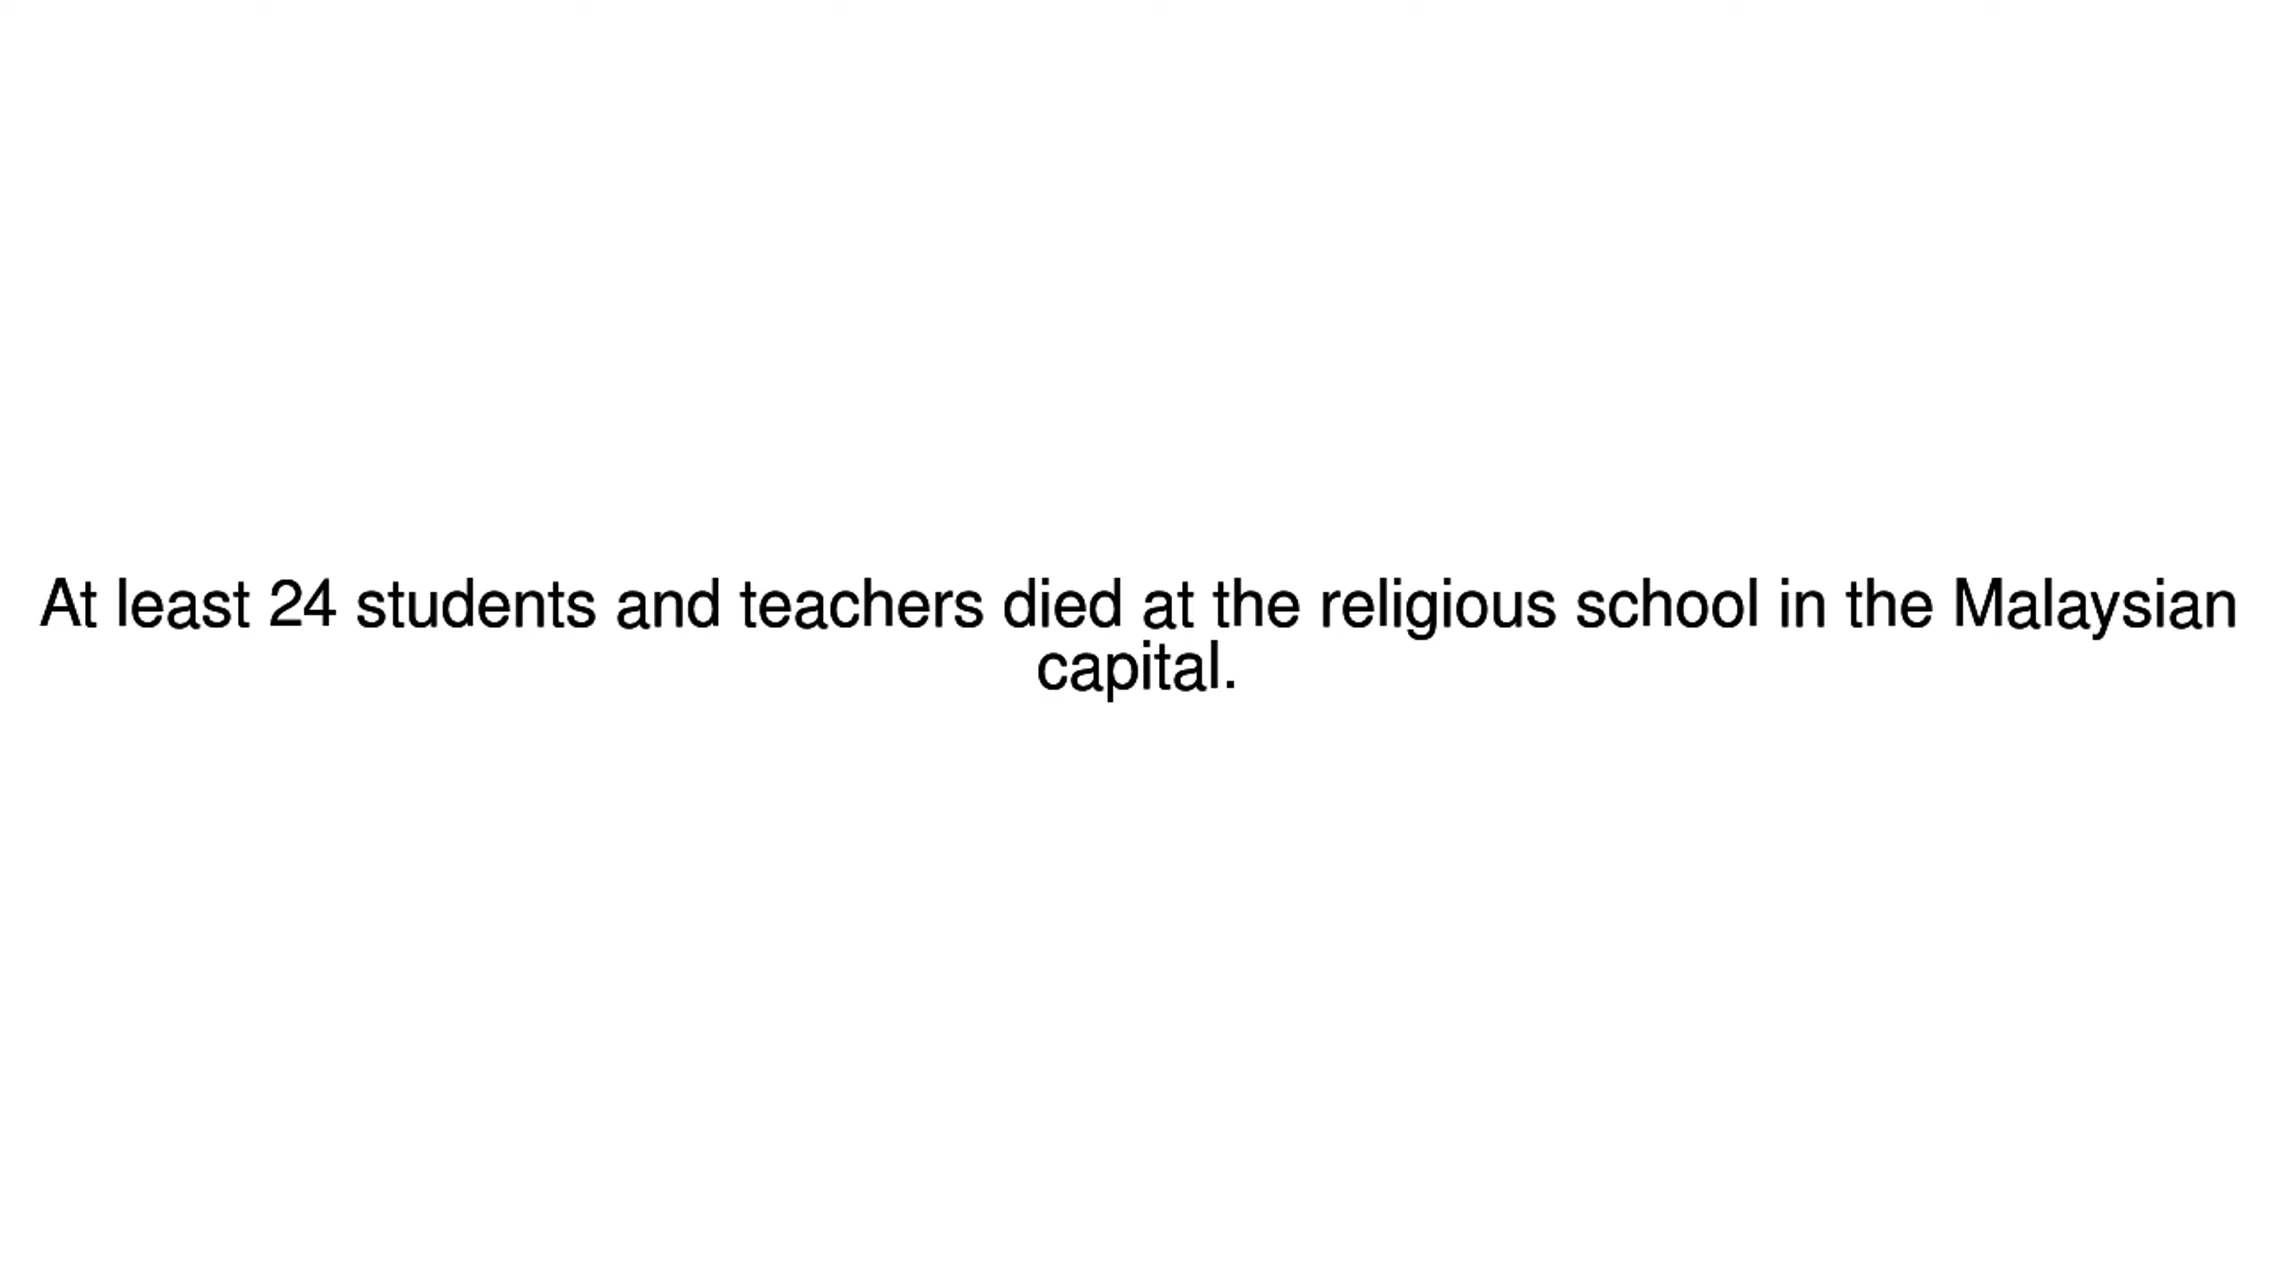 At least 24 students and teachers died at the religious school in the Malaysian
capital.